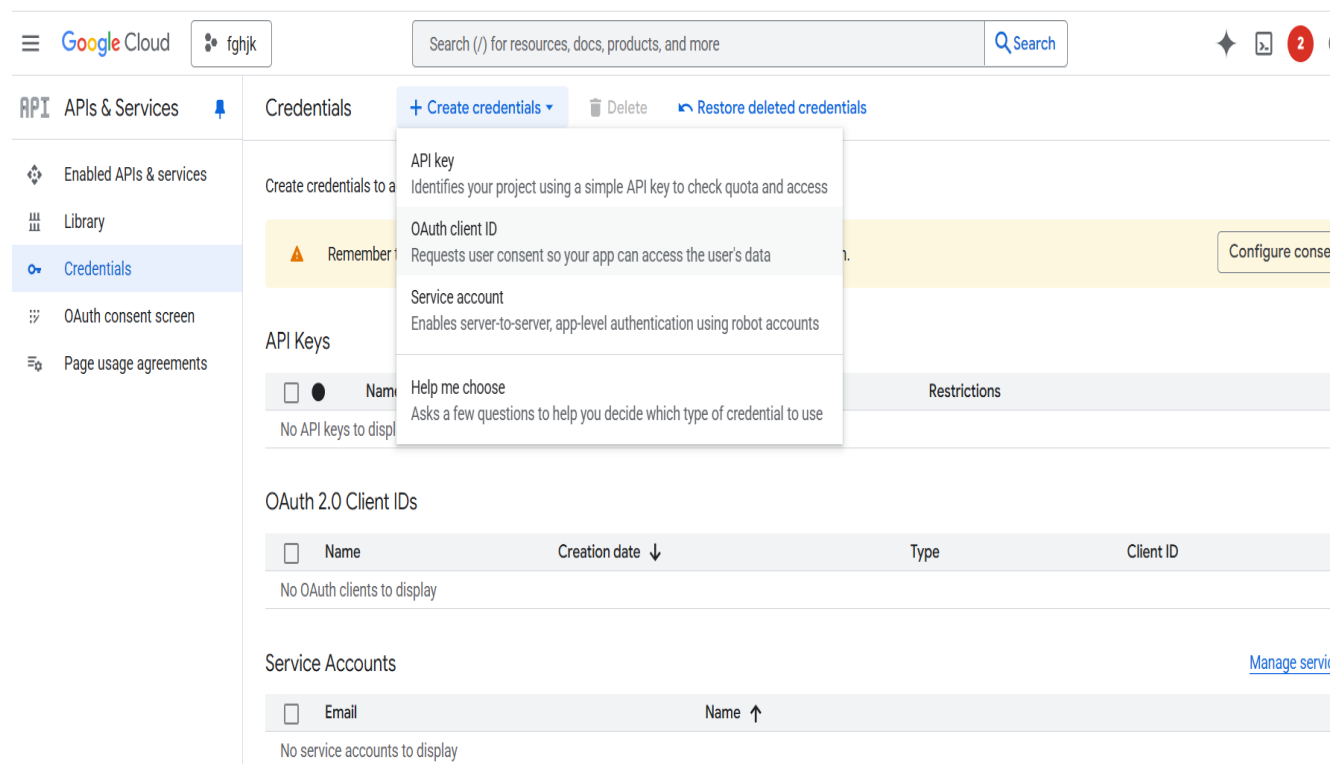 Google Cloud
fghjk
Search (/) for resources, docs, products, and more
Search
2
API APIs & Services
Credentials
Create credentials
Delete
Restore deleted credentials
Enabled APIs & services
Library
Credentials
OAuth consent screen
Page usage agreements
Create credentials to a
API key
Identifies your project using a simple API key to check quota and access
Remember
OAuth client ID
Requests user consent so your app can access the user's data
Configure conse
Service account
Enables server-to-server, app-level authentication using robot accounts
Help me choose
Asks a few questions to help you decide which type of credential to use
API Keys
Name
Restrictions
No API keys to displ
OAuth 2.0 Client IDs
Name Creation date Type Client ID
No OAuth clients to display
Service Accounts
Manage servic
Email Name
No service accounts to display